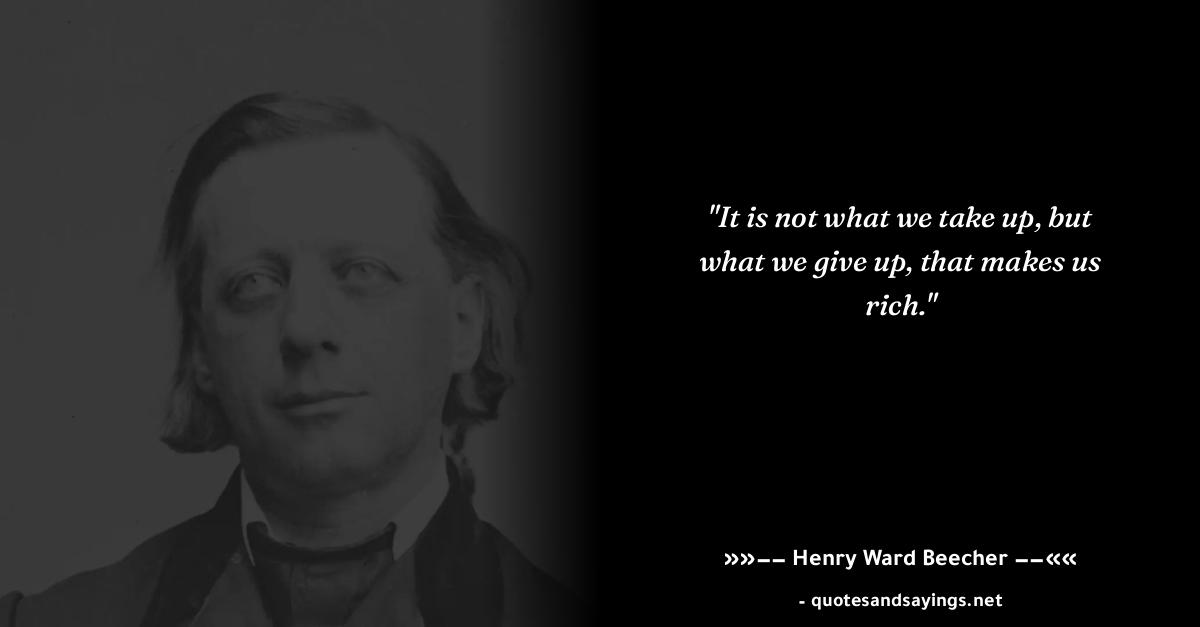 "It is not what we take up, but
what we give up, that makes us
rich."
»»–– Henry Ward Beecher ––««
- quotesandsayings.net